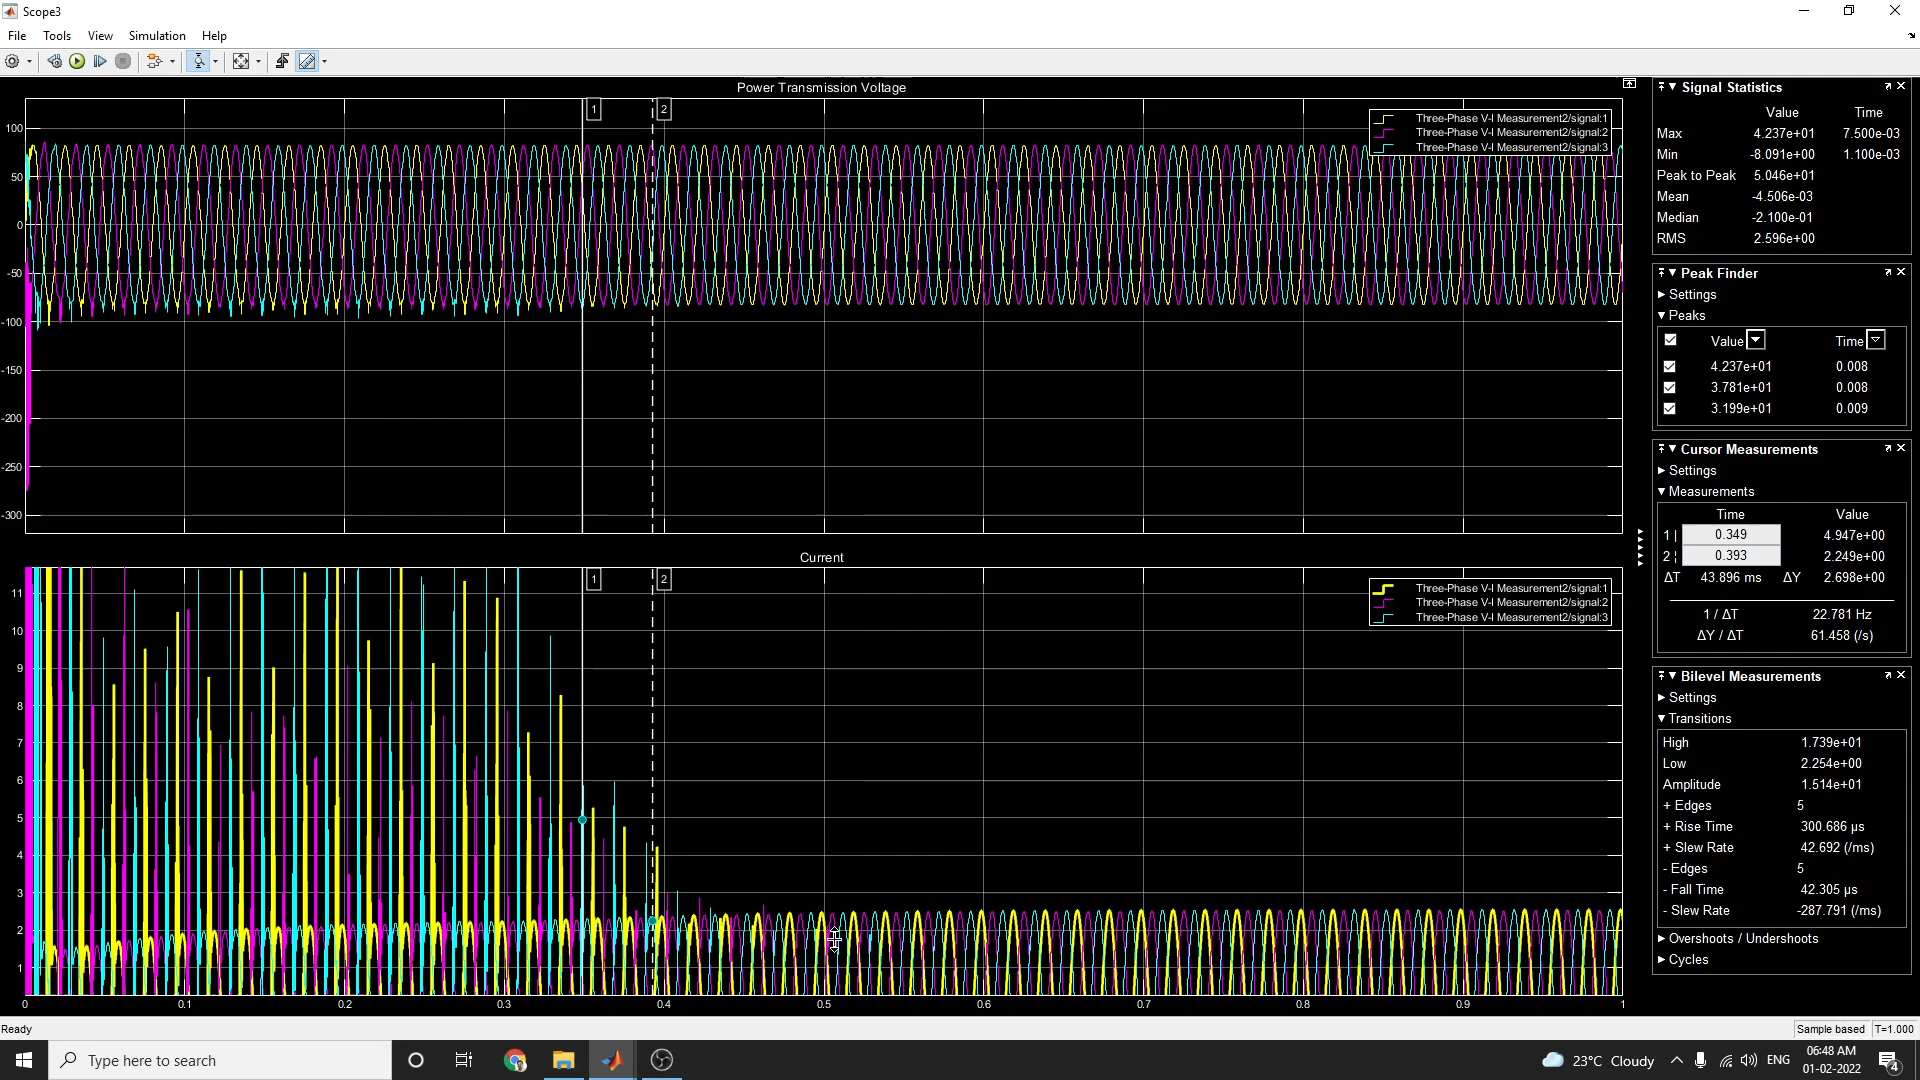 Scope3
File Tools View Simulation Help
Power Transmission Voltage
1 2
Three-Phase V-I Measurement2/signal:1
Three-Phase V-I Measurement2/signal:2
Three-Phase V-I Measurement2/signal:3
100
50
0
-50
-100
-150
-200
-250
-300
Current
1 2
Three-Phase V-I Measurement2/signal:1
Three-Phase V-I Measurement2/signal:2
Three-Phase V-I Measurement2/signal:3
11
10
9
8
7
6
5
4
3
2
1
0 0.1 0.2 0.3 0.4 0.5 0.6 0.7 0.8 0.9 1
Signal Statistics
Value Time
Max 4.237e+01 7.500e-03
Min -8.091e+00 1.100e-03
Peak to Peak 5.046e+01
Mean -4.506e-03
Median -2.100e-01
RMS 2.596e+00
Peak Finder
Settings
Peaks
Value Time
4.237e+01 0.008
3.781e+01 0.008
3.199e+01 0.009
Cursor Measurements
Settings
Measurements
Time Value
1 | 0.349 4.947e+00
2 ¦ 0.393 2.249e+00
ΔT 43.896 ms ΔY 2.698e+00
1 / ΔT 22.781 Hz
ΔY / ΔT 61.458 (/s)
Bilevel Measurements
Settings
Transitions
High 1.739e+01
Low 2.254e+00
Amplitude 1.514e+01
+ Edges 5
+ Rise Time 300.686 µs
+ Slew Rate 42.692 (/ms)
- Edges 5
- Fall Time 42.305 µs
- Slew Rate -287.791 (/ms)
Overshoots / Undershoots
Cycles
Ready Sample based T=1.000
Type here to search 23°C Cloudy ENG 06:48 AM
01-02-2022 4